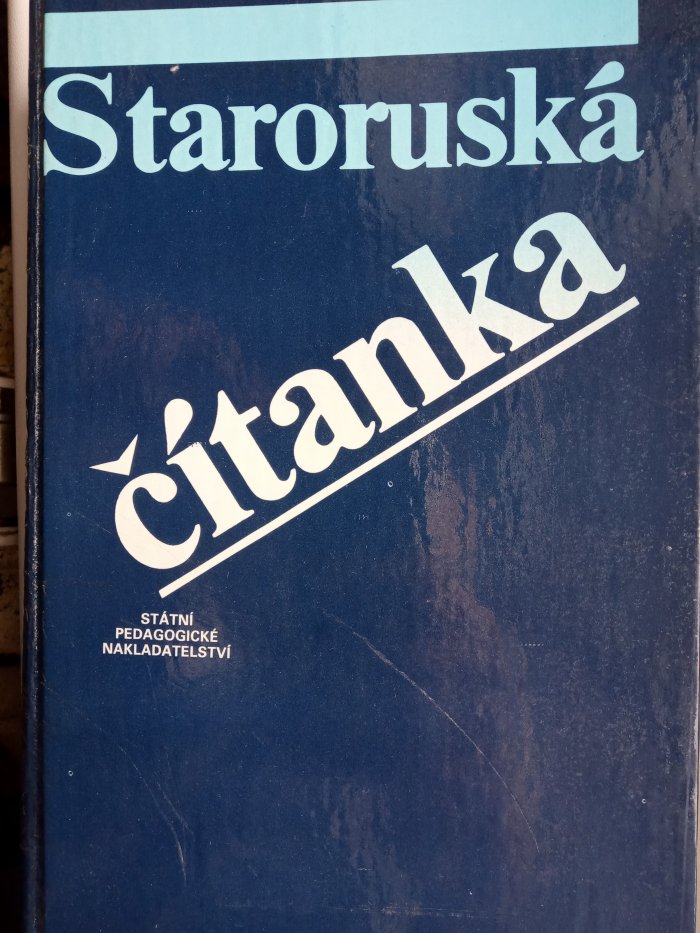 Staroruská
čítanka
STÁTNÍ
PEDAGOGICKÉ
NAKLADATELSTVÍ